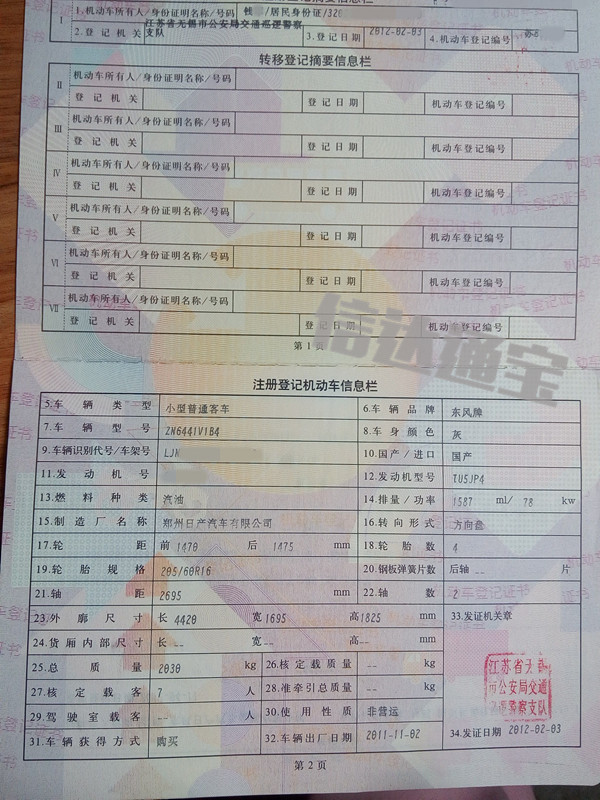 登记摘要信息栏
1.机动车所有人/身份证明名称/号码 /居民身份证/320
I
2.登记机关 江苏省无锡市公安局交通巡逻警察支队 3.登记日期 2012-02-03 4.机动车登记编号
转移登记摘要信息栏
II 机动车所有人/身份证明名称/号码
登记机关 登记日期 机动车登记编号
III 机动车所有人/身份证明名称/号码
登记机关 登记日期 机动车登记编号
IV 机动车所有人/身份证明名称/号码
登记机关 登记日期 机动车登记编号
V 机动车所有人/身份证明名称/号码
登记机关 登记日期 机动车登记编号
VI 机动车所有人/身份证明名称/号码
登记机关 登记日期 机动车登记编号
VII 机动车所有人/身份证明名称/号码
登记机关 登记日期 机动车登记编号
第1页
信达通宝
注册登记机动车信息栏
5.车辆类型 小型普通客车 6.车辆品牌 东风牌
7.车辆型号 ZN6441V1B4 8.车身颜色 灰
9.车辆识别代号/车架号 LJN 10.国产/进口 国产
11.发动机号 12.发动机型号 TU5JP4
13.燃料种类 汽油 14.排量/功率 1587 ml/ 78 kw
15.制造厂名称 郑州日产汽车有限公司 16.转向形式 方向盘
17.轮距 前 1470 后 1475 mm 18.轮胎数 4
19.轮胎规格 205/60R16 20.钢板弹簧片数 后轴 -- 片
21.轴距 2695 mm 22.轴数 2
23.外廓尺寸 长 4420 宽 1695 高 1825 mm 33.发证机关章
24.货厢内部尺寸 长 -- 宽 -- 高 -- mm
25.总质量 2030 kg 26.核定载质量 -- kg
27.核定载客 7 人 28.准牵引总质量 -- kg
29.驾驶室载客 -- 人 30.使用性质 非营运
江苏省无锡
市公安局交通
巡逻警察支队
31.车辆获得方式 购买 32.车辆出厂日期 2011-11-02 34.发证日期 2012-02-03
第2页